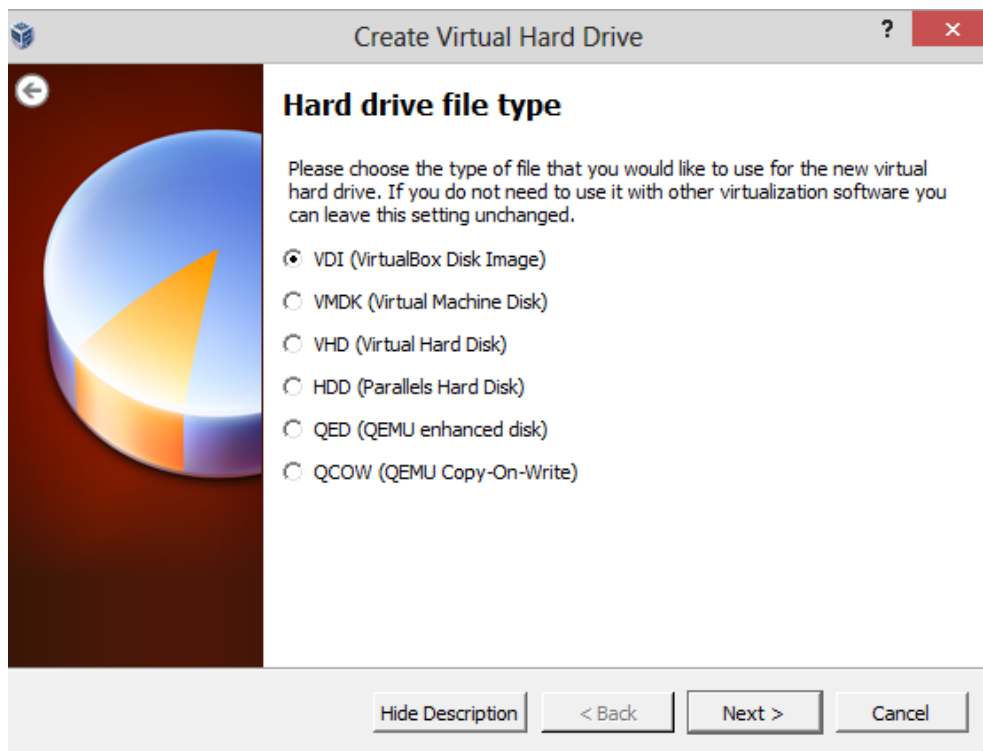 Create Virtual Hard Drive
?
Hard drive file type
Please choose the type of file that you would like to use for the new virtual
hard drive. If you do not need to use it with other virtualization software you
can leave this setting unchanged.
VDI (VirtualBox Disk Image)
VMDK (Virtual Machine Disk)
VHD (Virtual Hard Disk)
HDD (Parallels Hard Disk)
QED (QEMU enhanced disk)
QCOW (QEMU Copy-On-Write)
Hide Description
< Back
Next >
Cancel